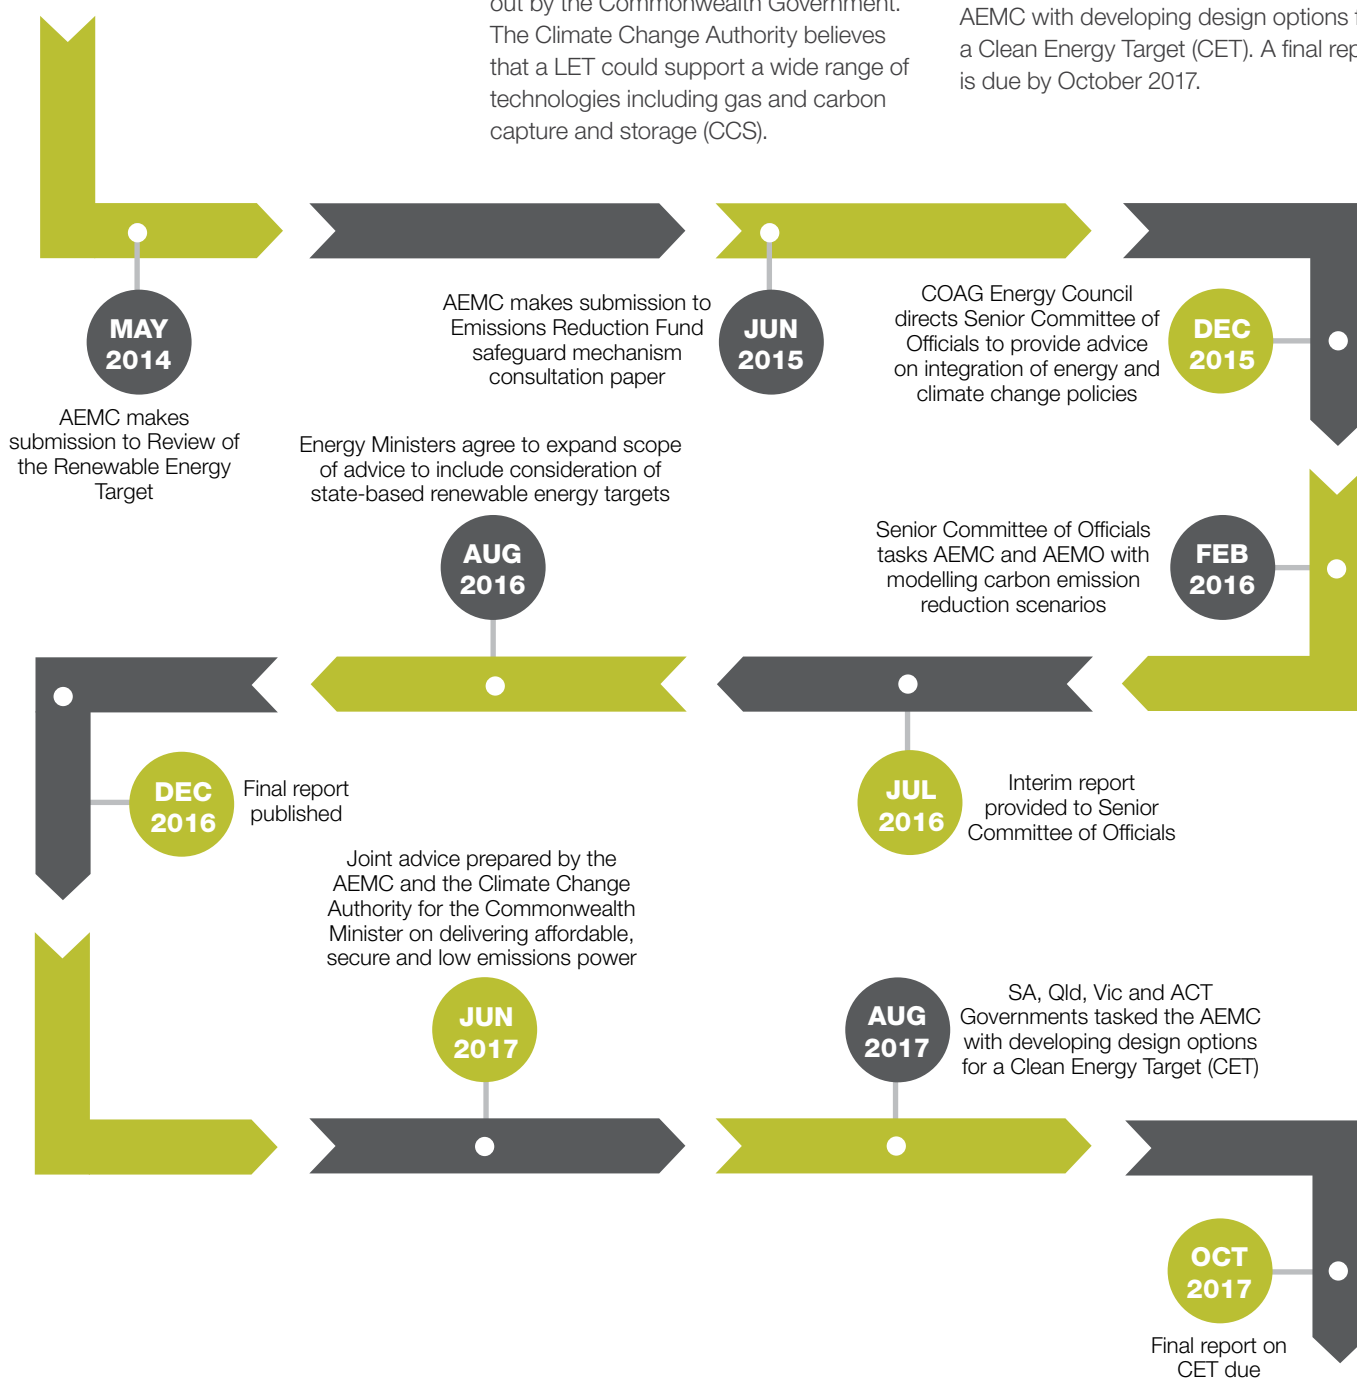 out by the Commonwealth Government.
The Climate Change Authority believes
that a LET could support a wide range of
technologies including gas and carbon
capture and storage (CCS).
AEMC with developing design options
a Clean Energy Target (CET). A final
is due by October 2017.
MAY
2014
AEMC makes
submission to Review of
the Renewable Energy
Target
AEMC makes submission to
Emissions Reduction Fund
safeguard mechanism
consultation paper
JUN
2015
COAG Energy Council
directs Senior Committee of
Officials to provide advice
on integration of energy and
climate change policies
DEC
2015
Senior Committee of Officials
tasks AEMC and AEMO with
modelling carbon emission
reduction scenarios
FEB
2016
JUL
2016
Interim report
provided to Senior
Committee of Officials
Energy Ministers agree to expand scope
of advice to include consideration of
state-based renewable energy targets
AUG
2016
DEC
2016
Final report
published
Joint advice prepared by the
AEMC and the Climate Change
Authority for the Commonwealth
Minister on delivering affordable,
secure and low emissions power
JUN
2017
AUG
2017
SA, Qld, Vic and ACT
Governments tasked the AEMC
with developing design options
for a Clean Energy Target (CET)
OCT
2017
Final report on
CET due